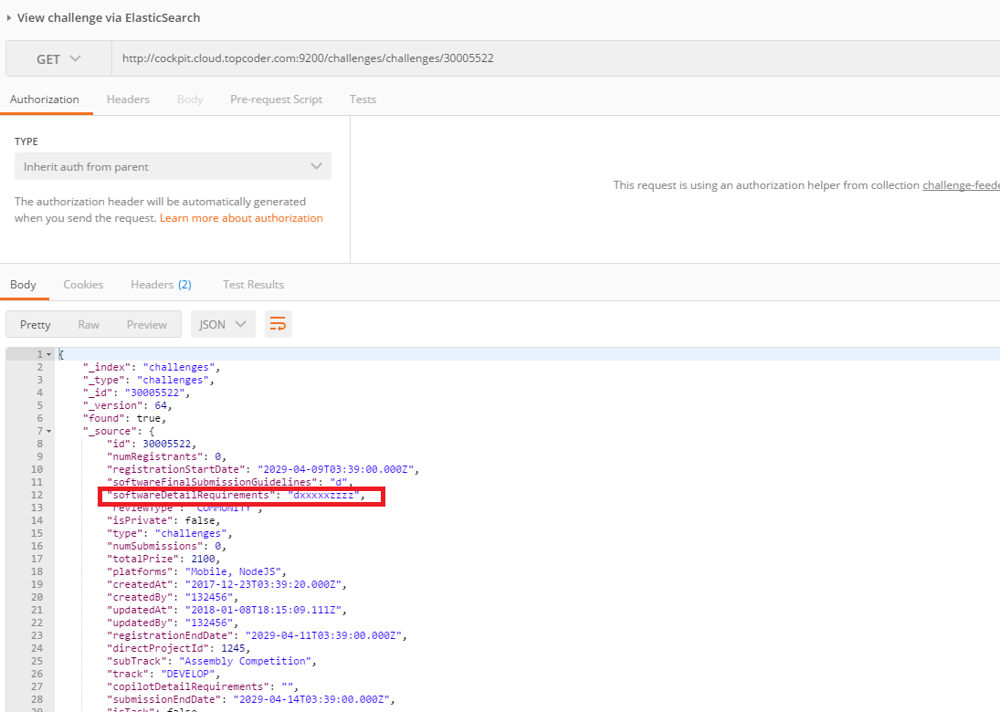 View challenge via ElasticSearch
GET http://cockpit.cloud.topcoder.com:9200/challenges/challenges/30005522
Authorization Headers Body Pre-request Script Tests
TYPE
Inherit auth from parent
The authorization header will be automatically generated
when you send the request. Learn more about authorization
This request is using an authorization helper from collection challenge-feede
Body Cookies Headers (2) Test Results
Pretty Raw Preview JSON
1 {
2 "_index": "challenges",
3 "_type": "challenges",
4 "_id": "30005522",
5 "_version": 64,
6 "found": true,
7 "_source": {
8 "id": 30005522,
9 "numRegistrants": 0,
10 "registrationStartDate": "2029-04-09T03:39:00.000Z",
11 "softwareFinalSubmissionGuidelines": "d",
12 "softwareDetailRequirements": "dxxxxxzzzz",
13 "reviewType": "COMMUNITY",
14 "isPrivate": false,
15 "type": "challenges",
16 "numSubmissions": 0,
17 "totalPrize": 2100,
18 "platforms": "Mobile, NodeJS",
19 "createdAt": "2017-12-23T03:39:20.000Z",
20 "createdBy": "132456",
21 "updatedAt": "2018-01-08T18:15:09.111Z",
22 "updatedBy": "132456",
23 "registrationEndDate": "2029-04-11T03:39:00.000Z",
24 "directProjectId": 1245,
25 "subTrack": "Assembly Competition",
26 "track": "DEVELOP",
27 "copilotDetailRequirements": "",
28 "submissionEndDate": "2029-04-14T03:39:00.000Z",
29 "isTask": false